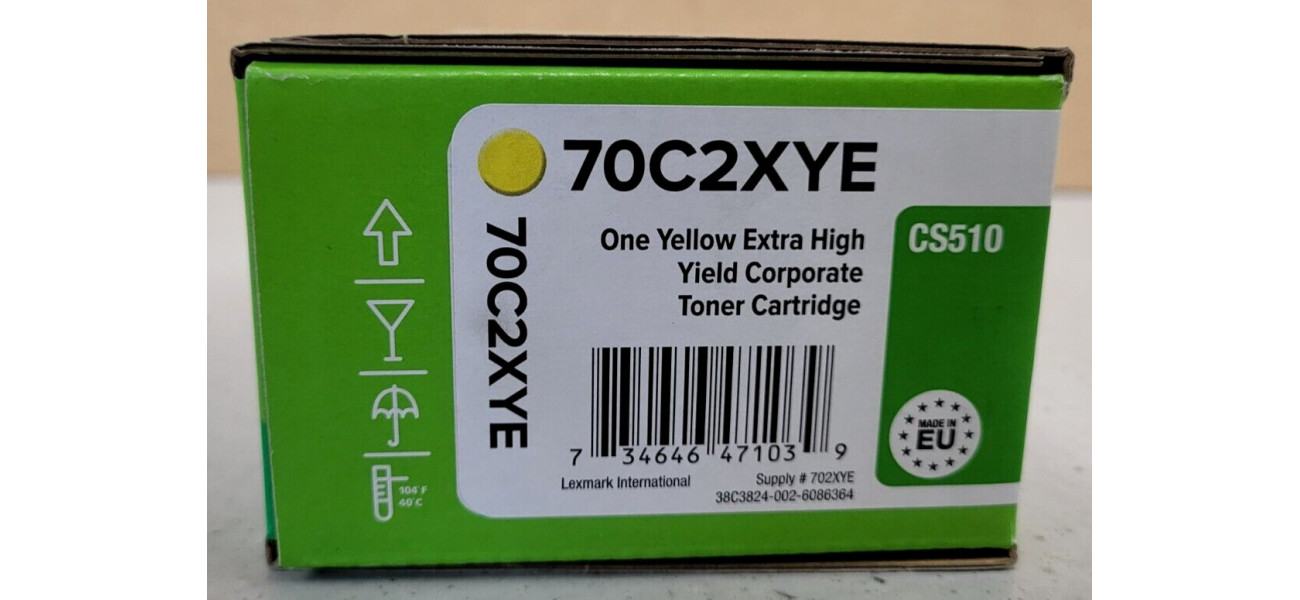 70C2XYE
70C2XYE
One Yellow Extra High
Yield Corporate
Toner Cartridge
CS510
7 34646 47103 9
Lexmark International
Supply # 702XYE
38C3824-002-6086364
MADE IN
EU
104°F
40°C